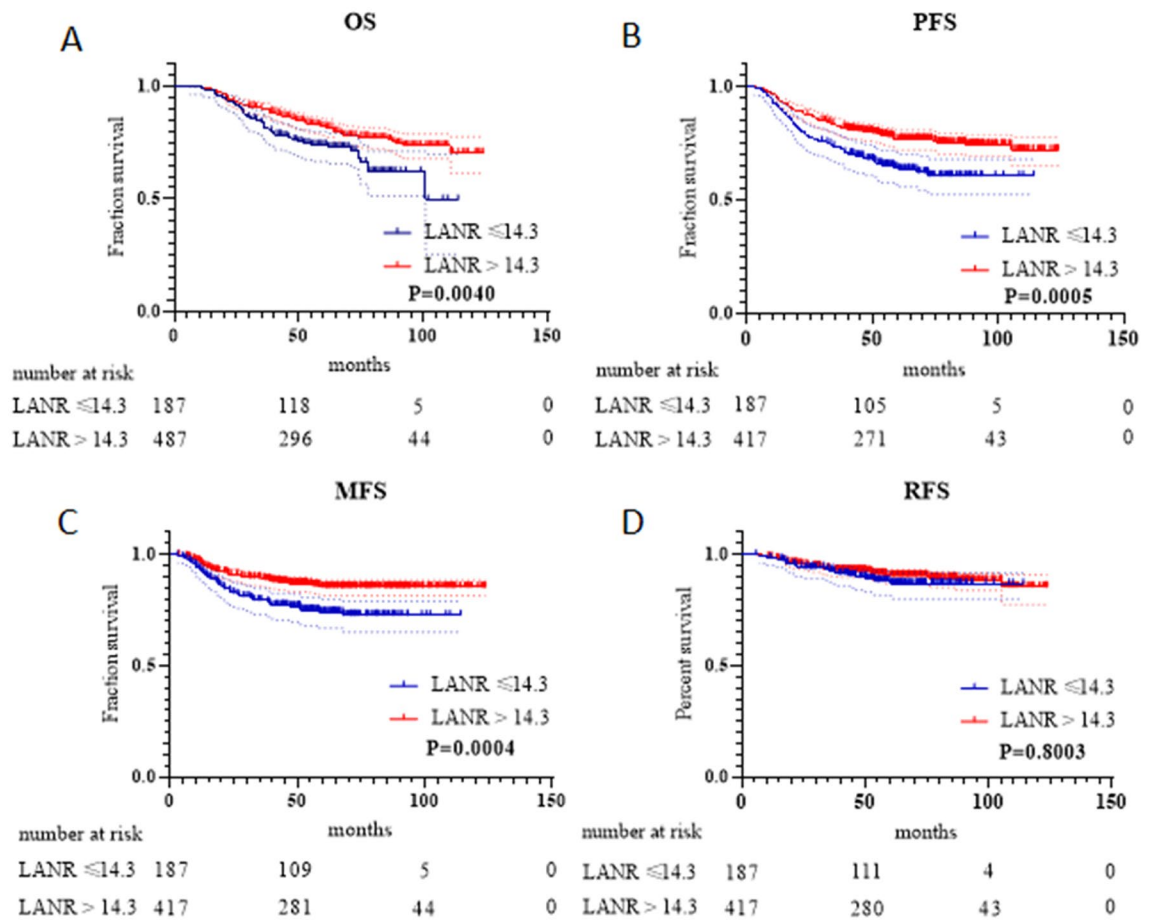 A
OS
1.0
0.5
0.0
Fraction survival
LANR ≤14.3
LANR > 14.3
P=0.0040
0 50 100 150
months
number at risk
LANR ≤14.3 187 118 5 0
LANR > 14.3 487 296 44 0
B
PFS
1.0
0.5
0.0
Fraction survival
LANR ≤14.3
LANR > 14.3
P=0.0005
0 50 100 150
months
number at risk
LANR ≤14.3 187 105 5 0
LANR > 14.3 417 271 43 0
C
MFS
1.0
0.5
0.0
Fraction survival
LANR ≤14.3
LANR > 14.3
P=0.0004
0 50 100 150
months
number at risk
LANR ≤14.3 187 109 5 0
LANR > 14.3 417 281 44 0
D
RFS
1.0
0.5
0.0
Percent survival
LANR ≤14.3
LANR > 14.3
P=0.8003
0 50 100 150
months
number at risk
LANR ≤14.3 187 111 4 0
LANR > 14.3 417 280 43 0